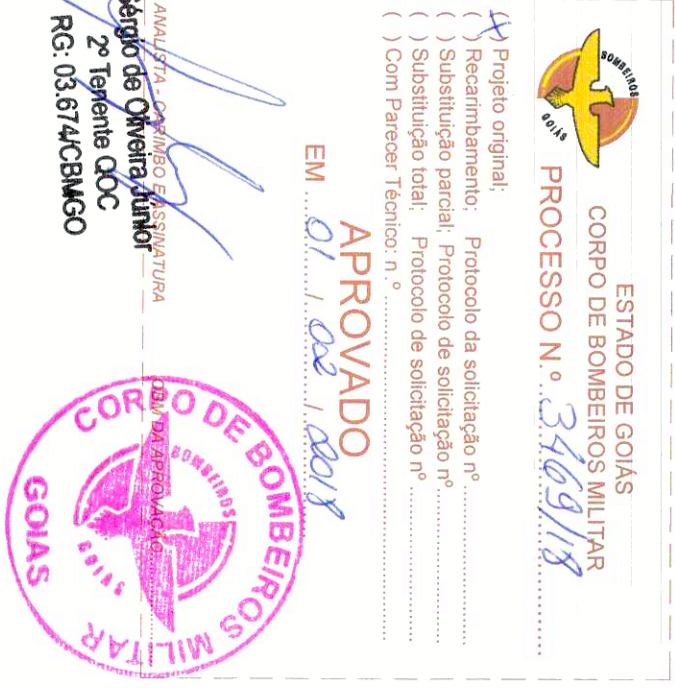 ESTADO DE GOIÁS
CORPO DE BOMBEIROS MILITAR
PROCESSO N.º 3469/18
BOMBEIROS
GOIÁS
(X) Projeto original;
( ) Recarimbamento; Protocolo da solicitação nº
( ) Substituição parcial; Protocolo de solicitação nº
( ) Substituição total; Protocolo de solicitação nº
( ) Com Parecer Técnico: n.º
APROVADO
EM 01 / 02 / 2018
ANALISTA - CARIMBO E ASSINATURA
OBM DA APROVAÇÃO
Sérgio de Oliveira Junior
2º Tenente QOC
RG: 03.674/CBMGO
CORPO DE BOMBEIROS MILITAR
BOMBEIROS
GOIÁS
GOIAS